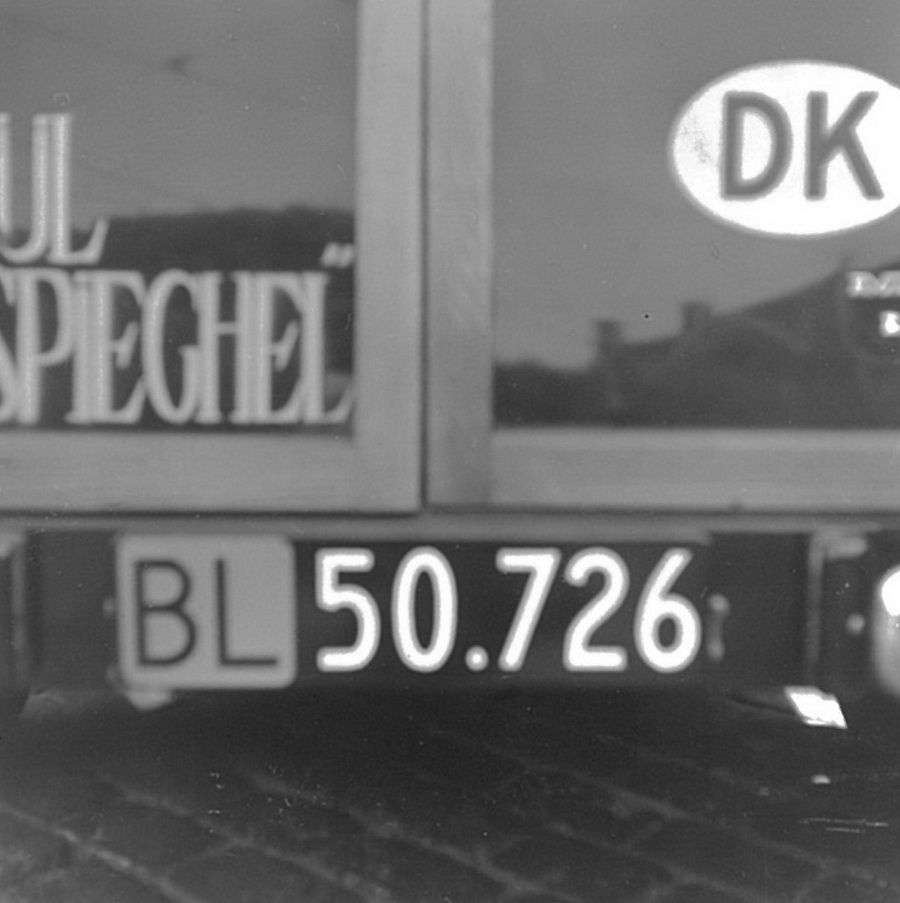 UL
SPIEGHEL"
DK
BL 50.726